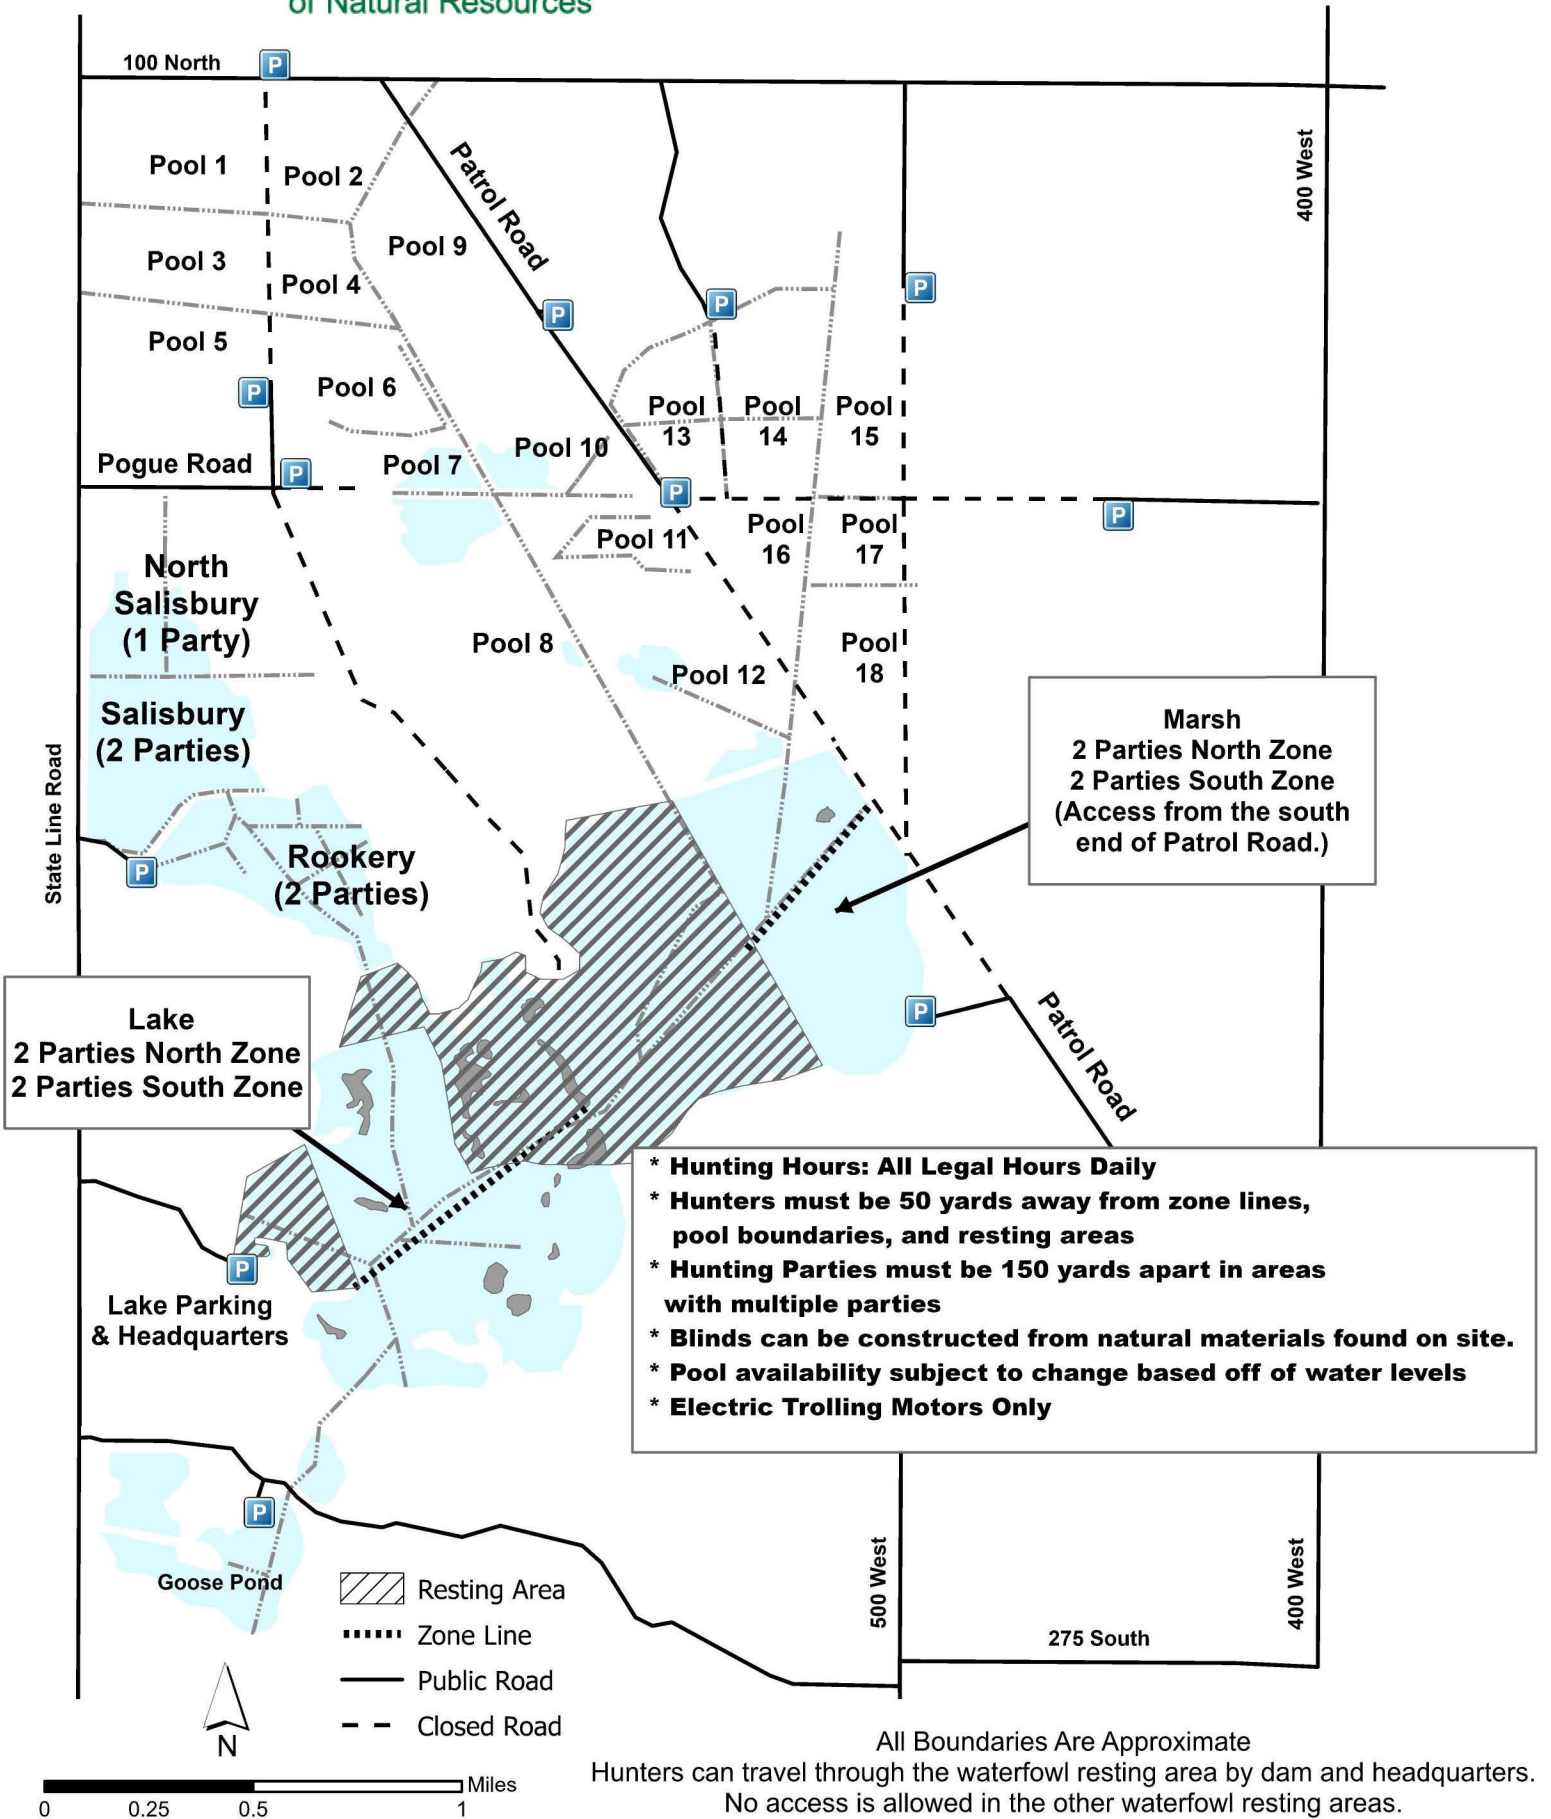 of Natural Resources
100 North
P
400 West
Pool 1
Pool 2
Patrol Road
Pool 9
Pool 3
Pool 4
P
P
P
Pool 5
P
Pool 6
Pool
13
Pool
14
Pool
15
Pool 10
Pogue Road
P
Pool 7
P
P
Pool 11
Pool
16
Pool
17
North
Salisbury
(1 Party)
Pool 8
Pool 12
Pool
18
Salisbury
(2 Parties)
Marsh
2 Parties North Zone
2 Parties South Zone
(Access from the south
end of Patrol Road.)
State Line Road
P
Rookery
(2 Parties)
Lake
2 Parties North Zone
2 Parties South Zone
P
Patrol Road
* Hunting Hours: All Legal Hours Daily
* Hunters must be 50 yards away from zone lines,
pool boundaries, and resting areas
* Hunting Parties must be 150 yards apart in areas
with multiple parties
* Blinds can be constructed from natural materials found on site.
* Pool availability subject to change based off of water levels
* Electric Trolling Motors Only
P
Lake Parking
& Headquarters
P
Goose Pond
500 West
400 West
275 South
Resting Area
Zone Line
Public Road
Closed Road
N
Miles
0 0.25 0.5 1
All Boundaries Are Approximate
Hunters can travel through the waterfowl resting area by dam and headquarters.
No access is allowed in the other waterfowl resting areas.